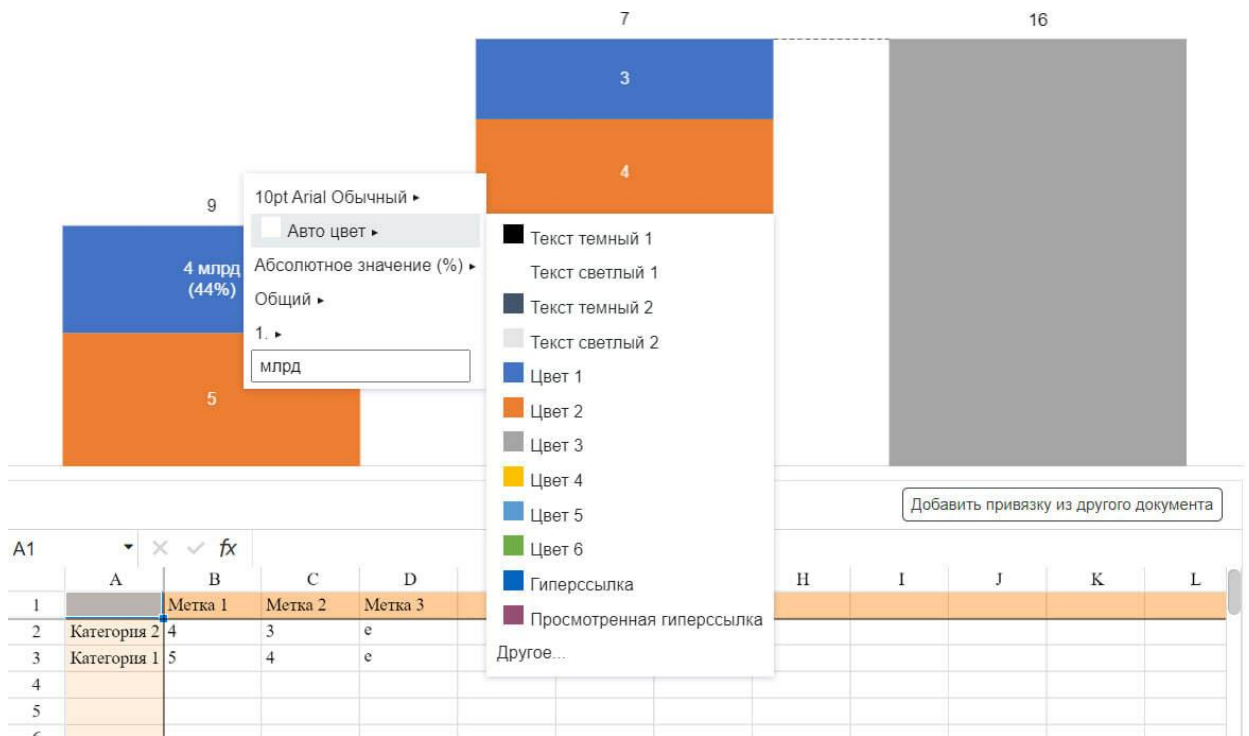 7
16
3
4
9
4 млрд
(44%)
5
10pt Arial Обычный ▸
Авто цвет ▸
Абсолютное значение (%) ▸
Общий ▸
1. ▸
млрд
Текст темный 1
Текст светлый 1
Текст темный 2
Текст светлый 2
Цвет 1
Цвет 2
Цвет 3
Цвет 4
Цвет 5
Цвет 6
Гиперссылка
Просмотренная гиперссылка
Другое...
Добавить привязку из другого документа
A1 fx
A B C D H I J K L
1 Метка 1 Метка 2 Метка 3
2 Категория 2 4 3 e
3 Категория 1 5 4 e
4
5